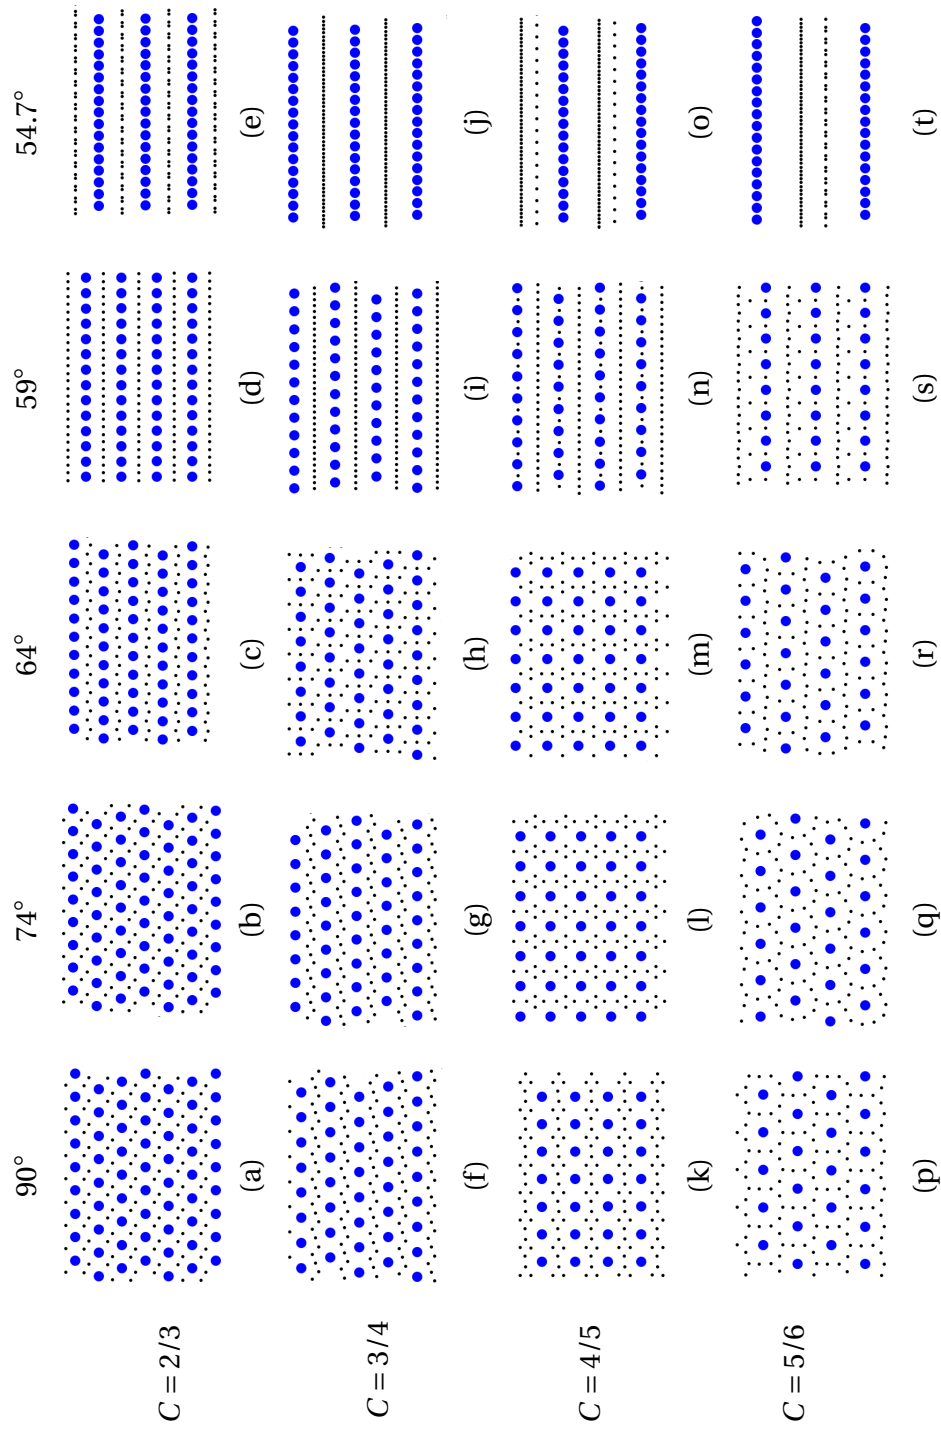 90° 74° 64° 59° 54.7°
C = 2/3
(a) (b) (c) (d) (e)
C = 3/4
(f) (g) (h) (i) (j)
C = 4/5
(k) (l) (m) (n) (o)
C = 5/6
(p) (q) (r) (s) (t)